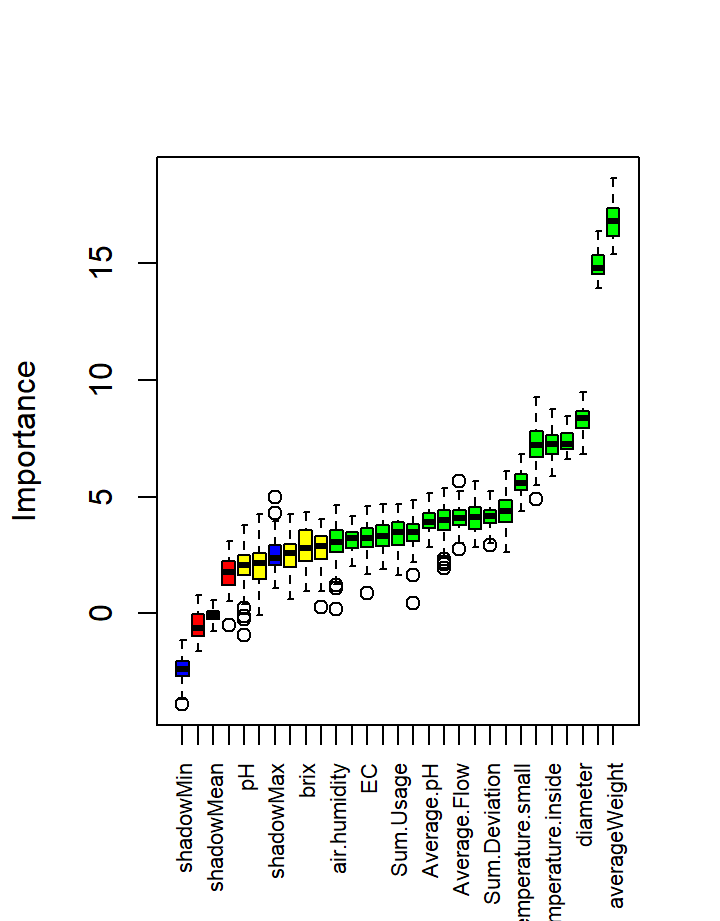 Importance
15
10
5
0
shadowMin
shadowMean
pH
shadowMax
brix
air.humidity
EC
Sum.Usage
Average.pH
Average.Flow
Sum.Deviation
emperature.small
mperature.inside
diameter
averageWeight